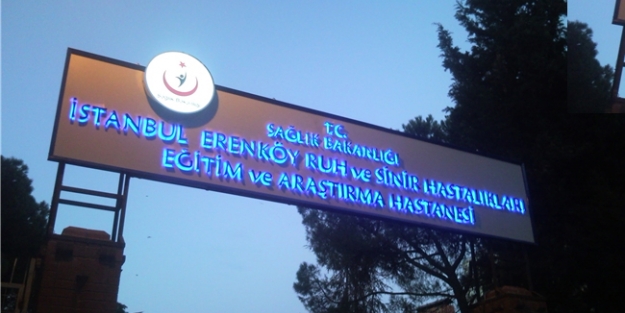 T.C.
SAĞLIK BAKANLIĞI
İSTANBUL ERENKÖY RUH ve SİNİR HASTALIKLARI
EĞİTİM ve ARAŞTIRMA HASTANESİ